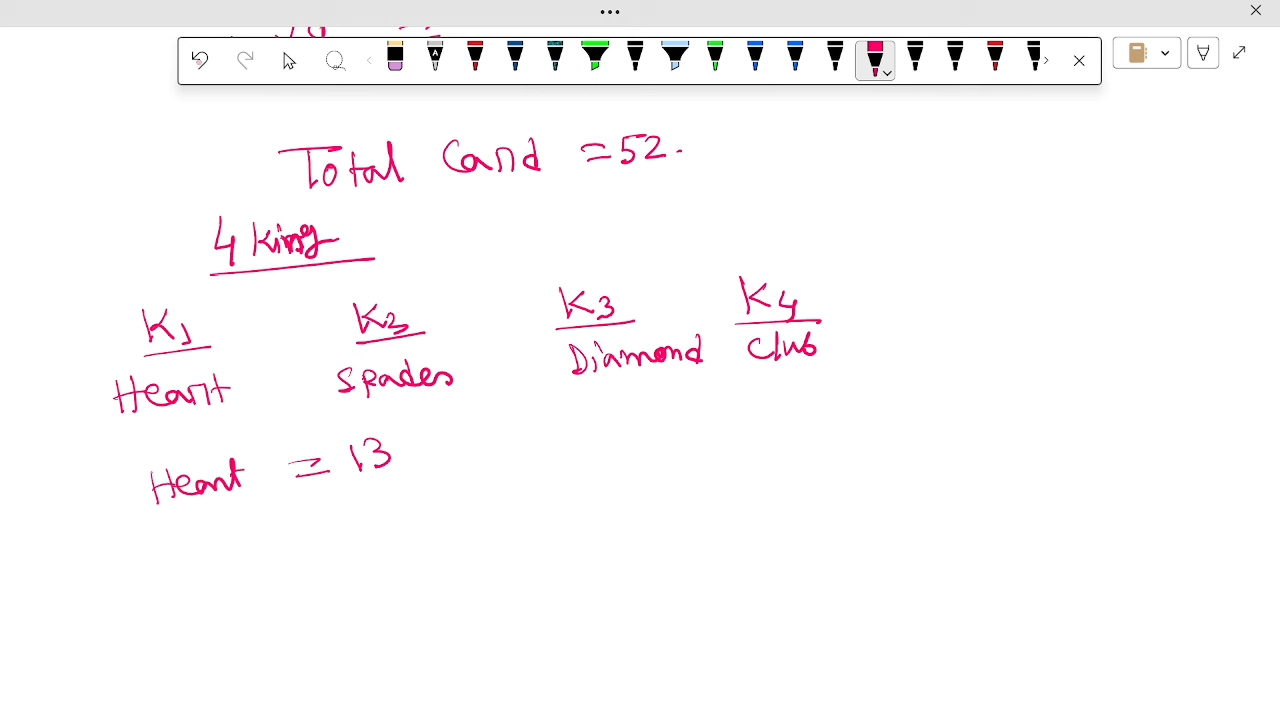 Total Card = 52.
4 King
K1 K2 K3 K4
Heart Spades Diamond Club
Heart = 13